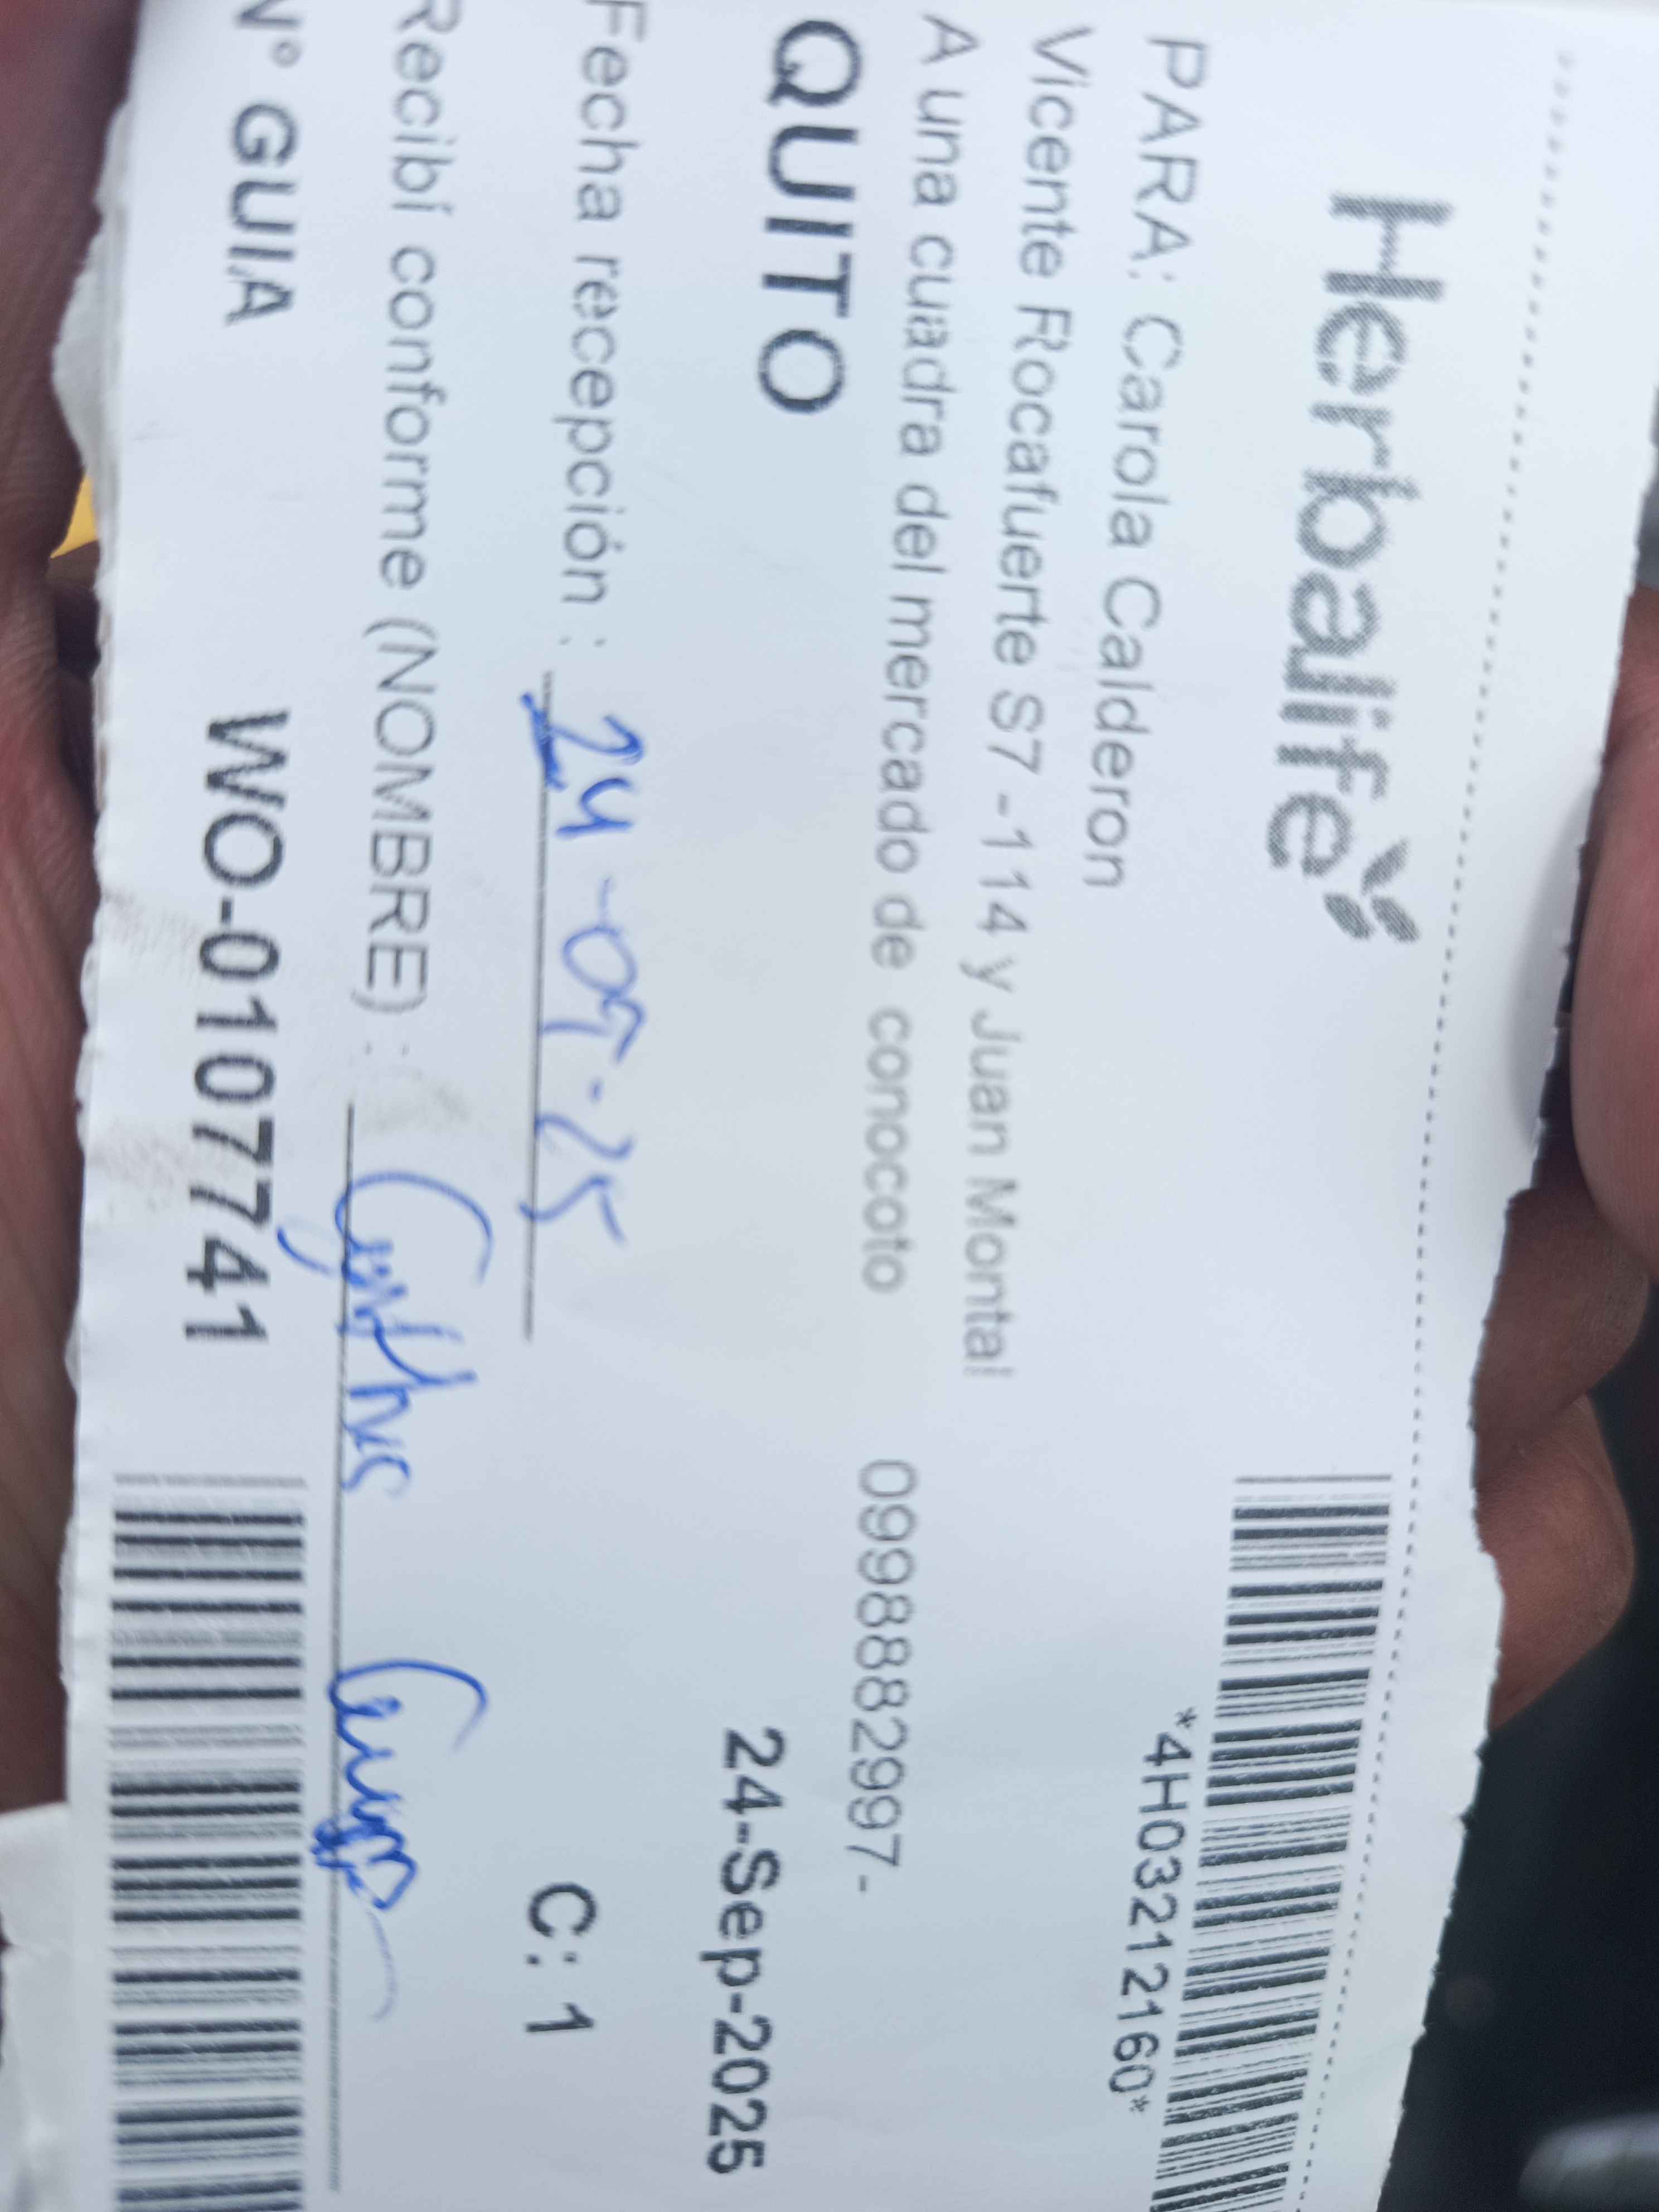 Herbalife
*4H03212160*
PARA: Carola Calderon
Vicente Rocafuerte S7 -114 y Juan Montal
A una cuadra del mercado de conocoto 0998882997-
QUITO 24-Sep-2025
Fecha recepción : 24-09-25 C: 1
Recibí conforme (NOMBRE) :
N° GUIA WO-0107741